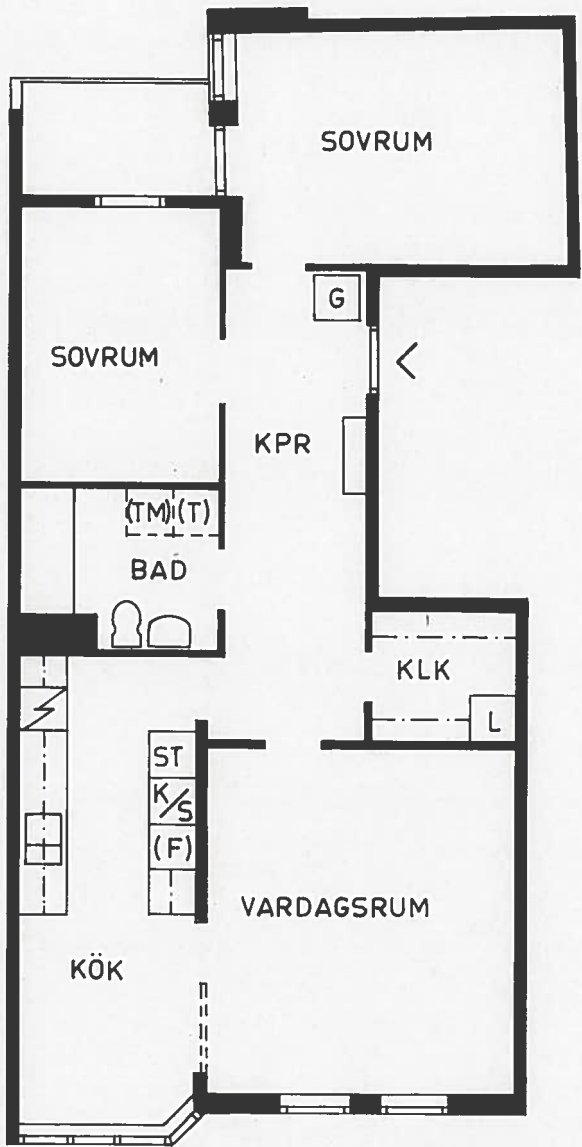 SOVRUM
G
SOVRUM
<
KPR
(TM)(T)
BAD
KLK
L
ST
K/S
(F)
VARDAGSRUM
KÖK